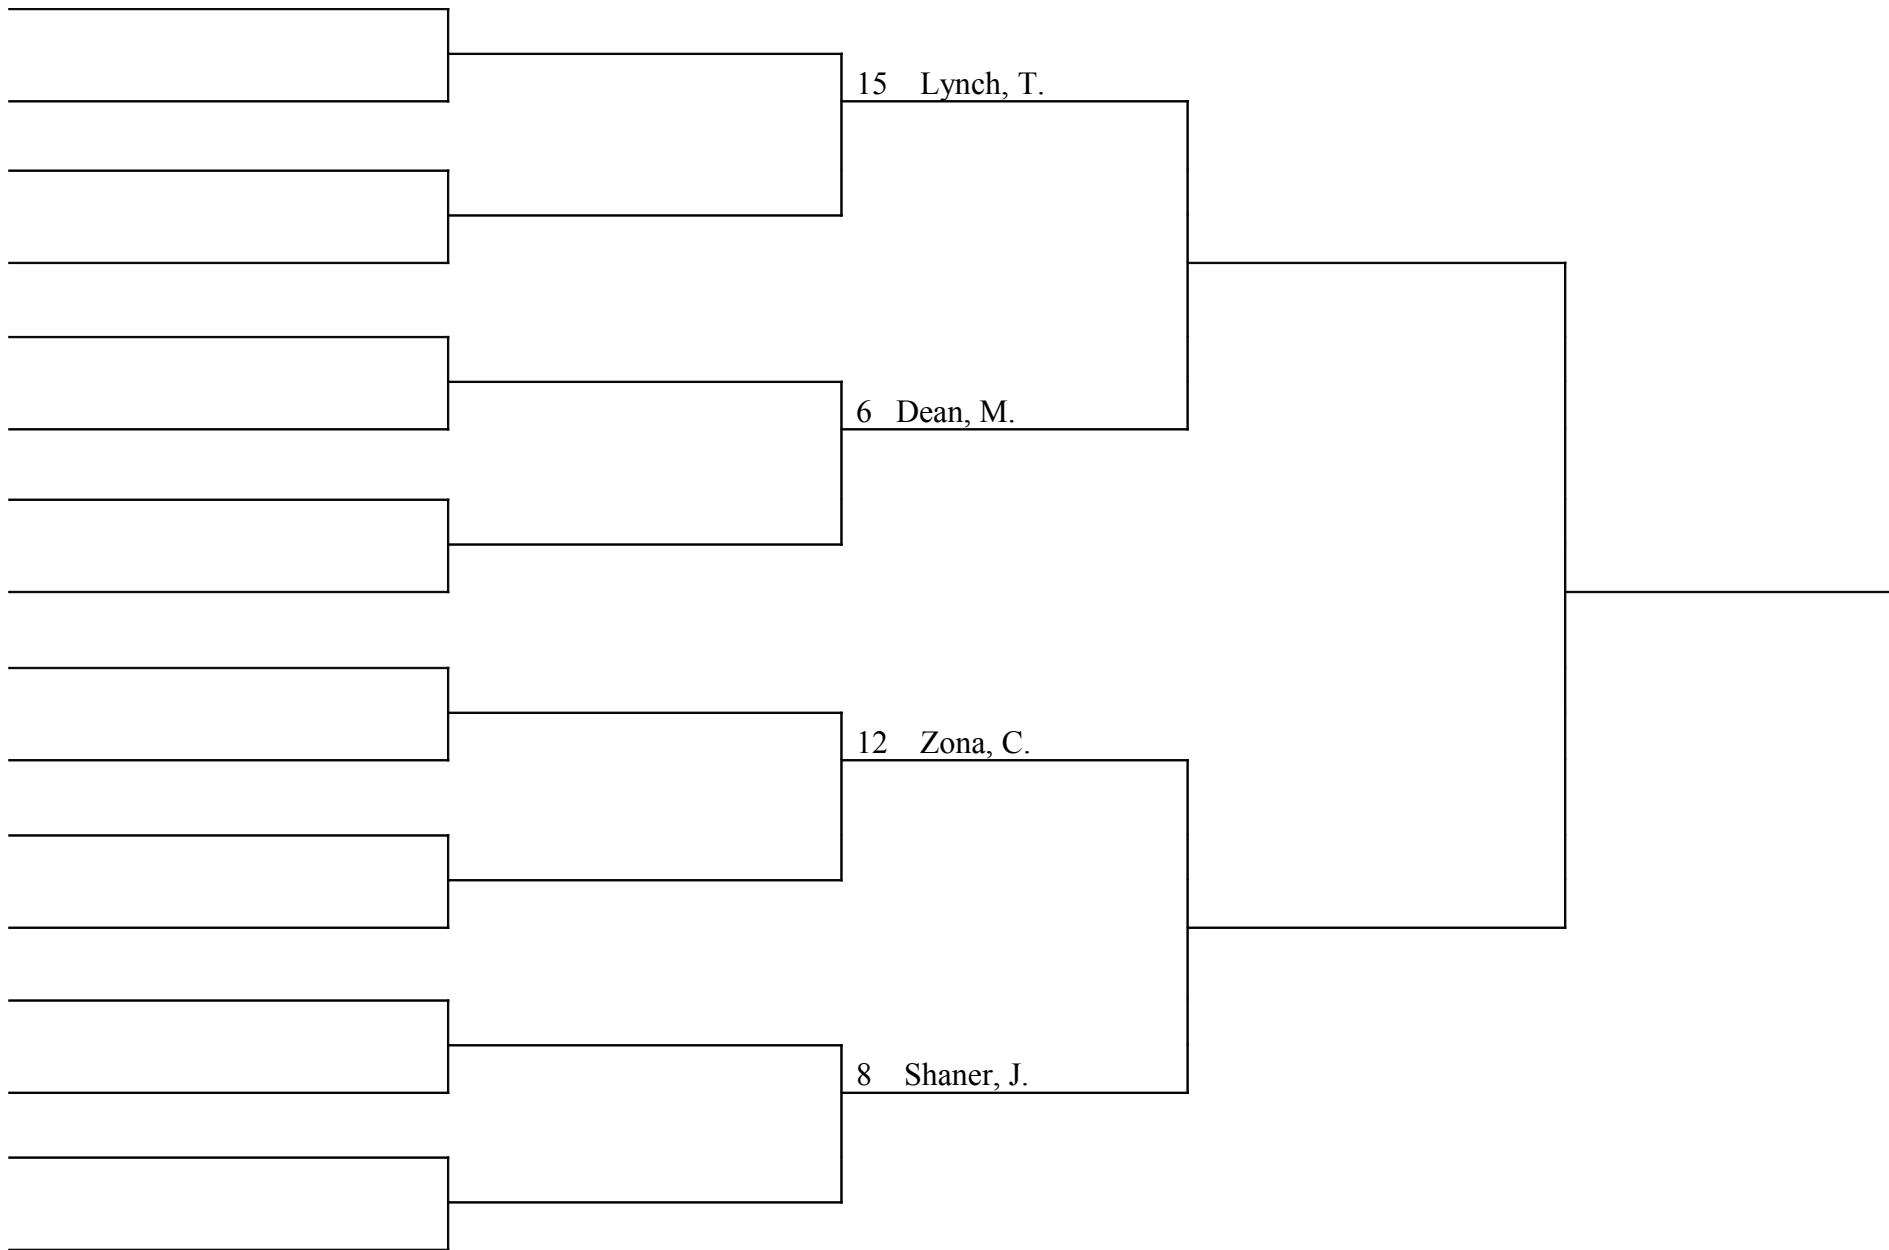 15 Lynch, T.
6 Dean, M.
12 Zona, C.
8 Shaner, J.